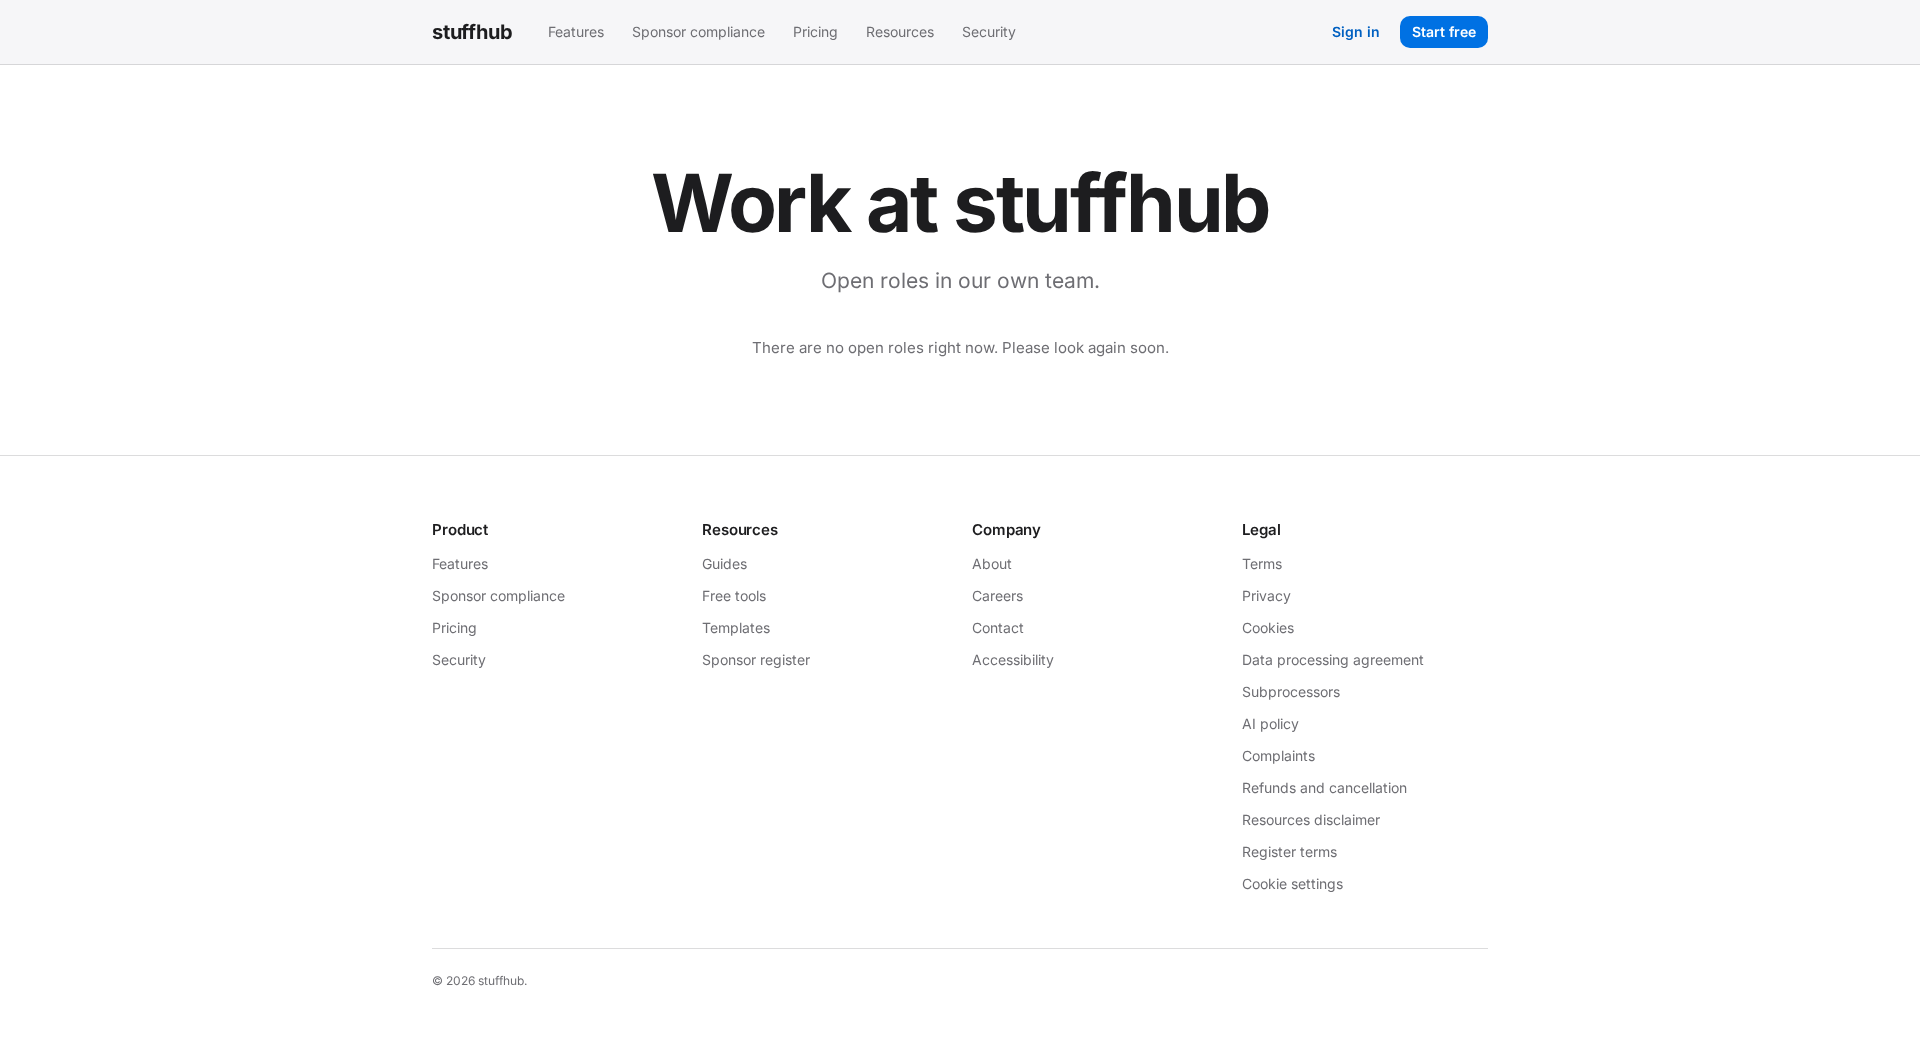 stuffhub
Features
Sponsor compliance
Pricing
Resources
Security
Sign in
Start free
Work at stuffhub
Open roles in our own team.
There are no open roles right now. Please look again soon.
Product
Features
Sponsor compliance
Pricing
Security
Resources
Guides
Free tools
Templates
Sponsor register
Company
About
Careers
Contact
Accessibility
Legal
Terms
Privacy
Cookies
Data processing agreement
Subprocessors
AI policy
Complaints
Refunds and cancellation
Resources disclaimer
Register terms
Cookie settings
© 2026 stuffhub.